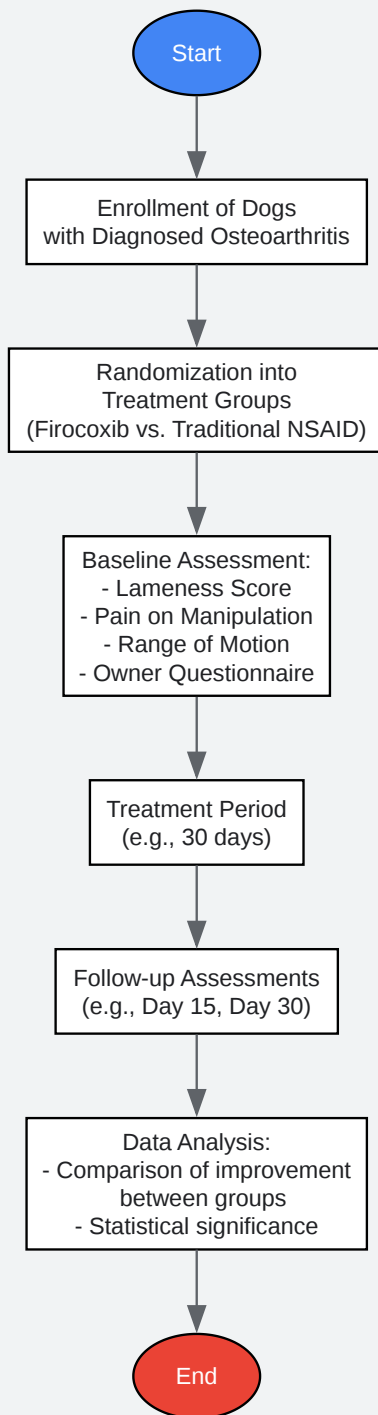 Start
Enrollment of Dogs
with Diagnosed Osteoarthritis
Randomization into
Treatment Groups
(Firocoxib vs. Traditional NSAID)
Baseline Assessment:
- Lameness Score
- Pain on Manipulation
- Range of Motion
- Owner Questionnaire
Treatment Period
(e.g., 30 days)
Follow-up Assessments
(e.g., Day 15, Day 30)
Data Analysis:
- Comparison of improvement
between groups
- Statistical significance
End